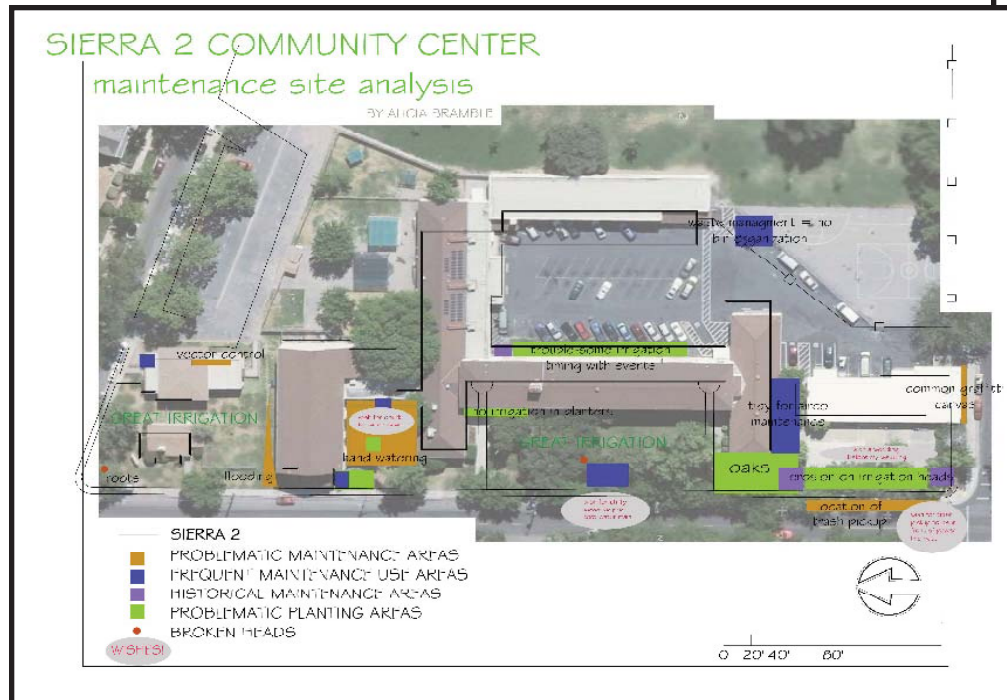 SIERRA 2 COMMUNITY CENTER
maintenance site analysis
BY ALICIA BRAMBLE
waste managment = no
bin organization
vector control
trouble-some irrigation
timing with events
common graffiti
canvas
no irrigation in planters
tidy for airco
maintenance
GREAT IRRIGATION
GREAT IRRIGATION
hand watering
roots
flooding
oaks
erosion on irrigation heads
location of
trash pickup
SIERRA 2
PROBLEMATIC MAINTENANCE AREAS
FREQUENT MAINTENANCE USE AREAS
HISTORICAL MAINTENANCE AREAS
PROBLEMATIC PLANTING AREAS
BROKEN HEADS
WISHES!
0 20' 40' 80'